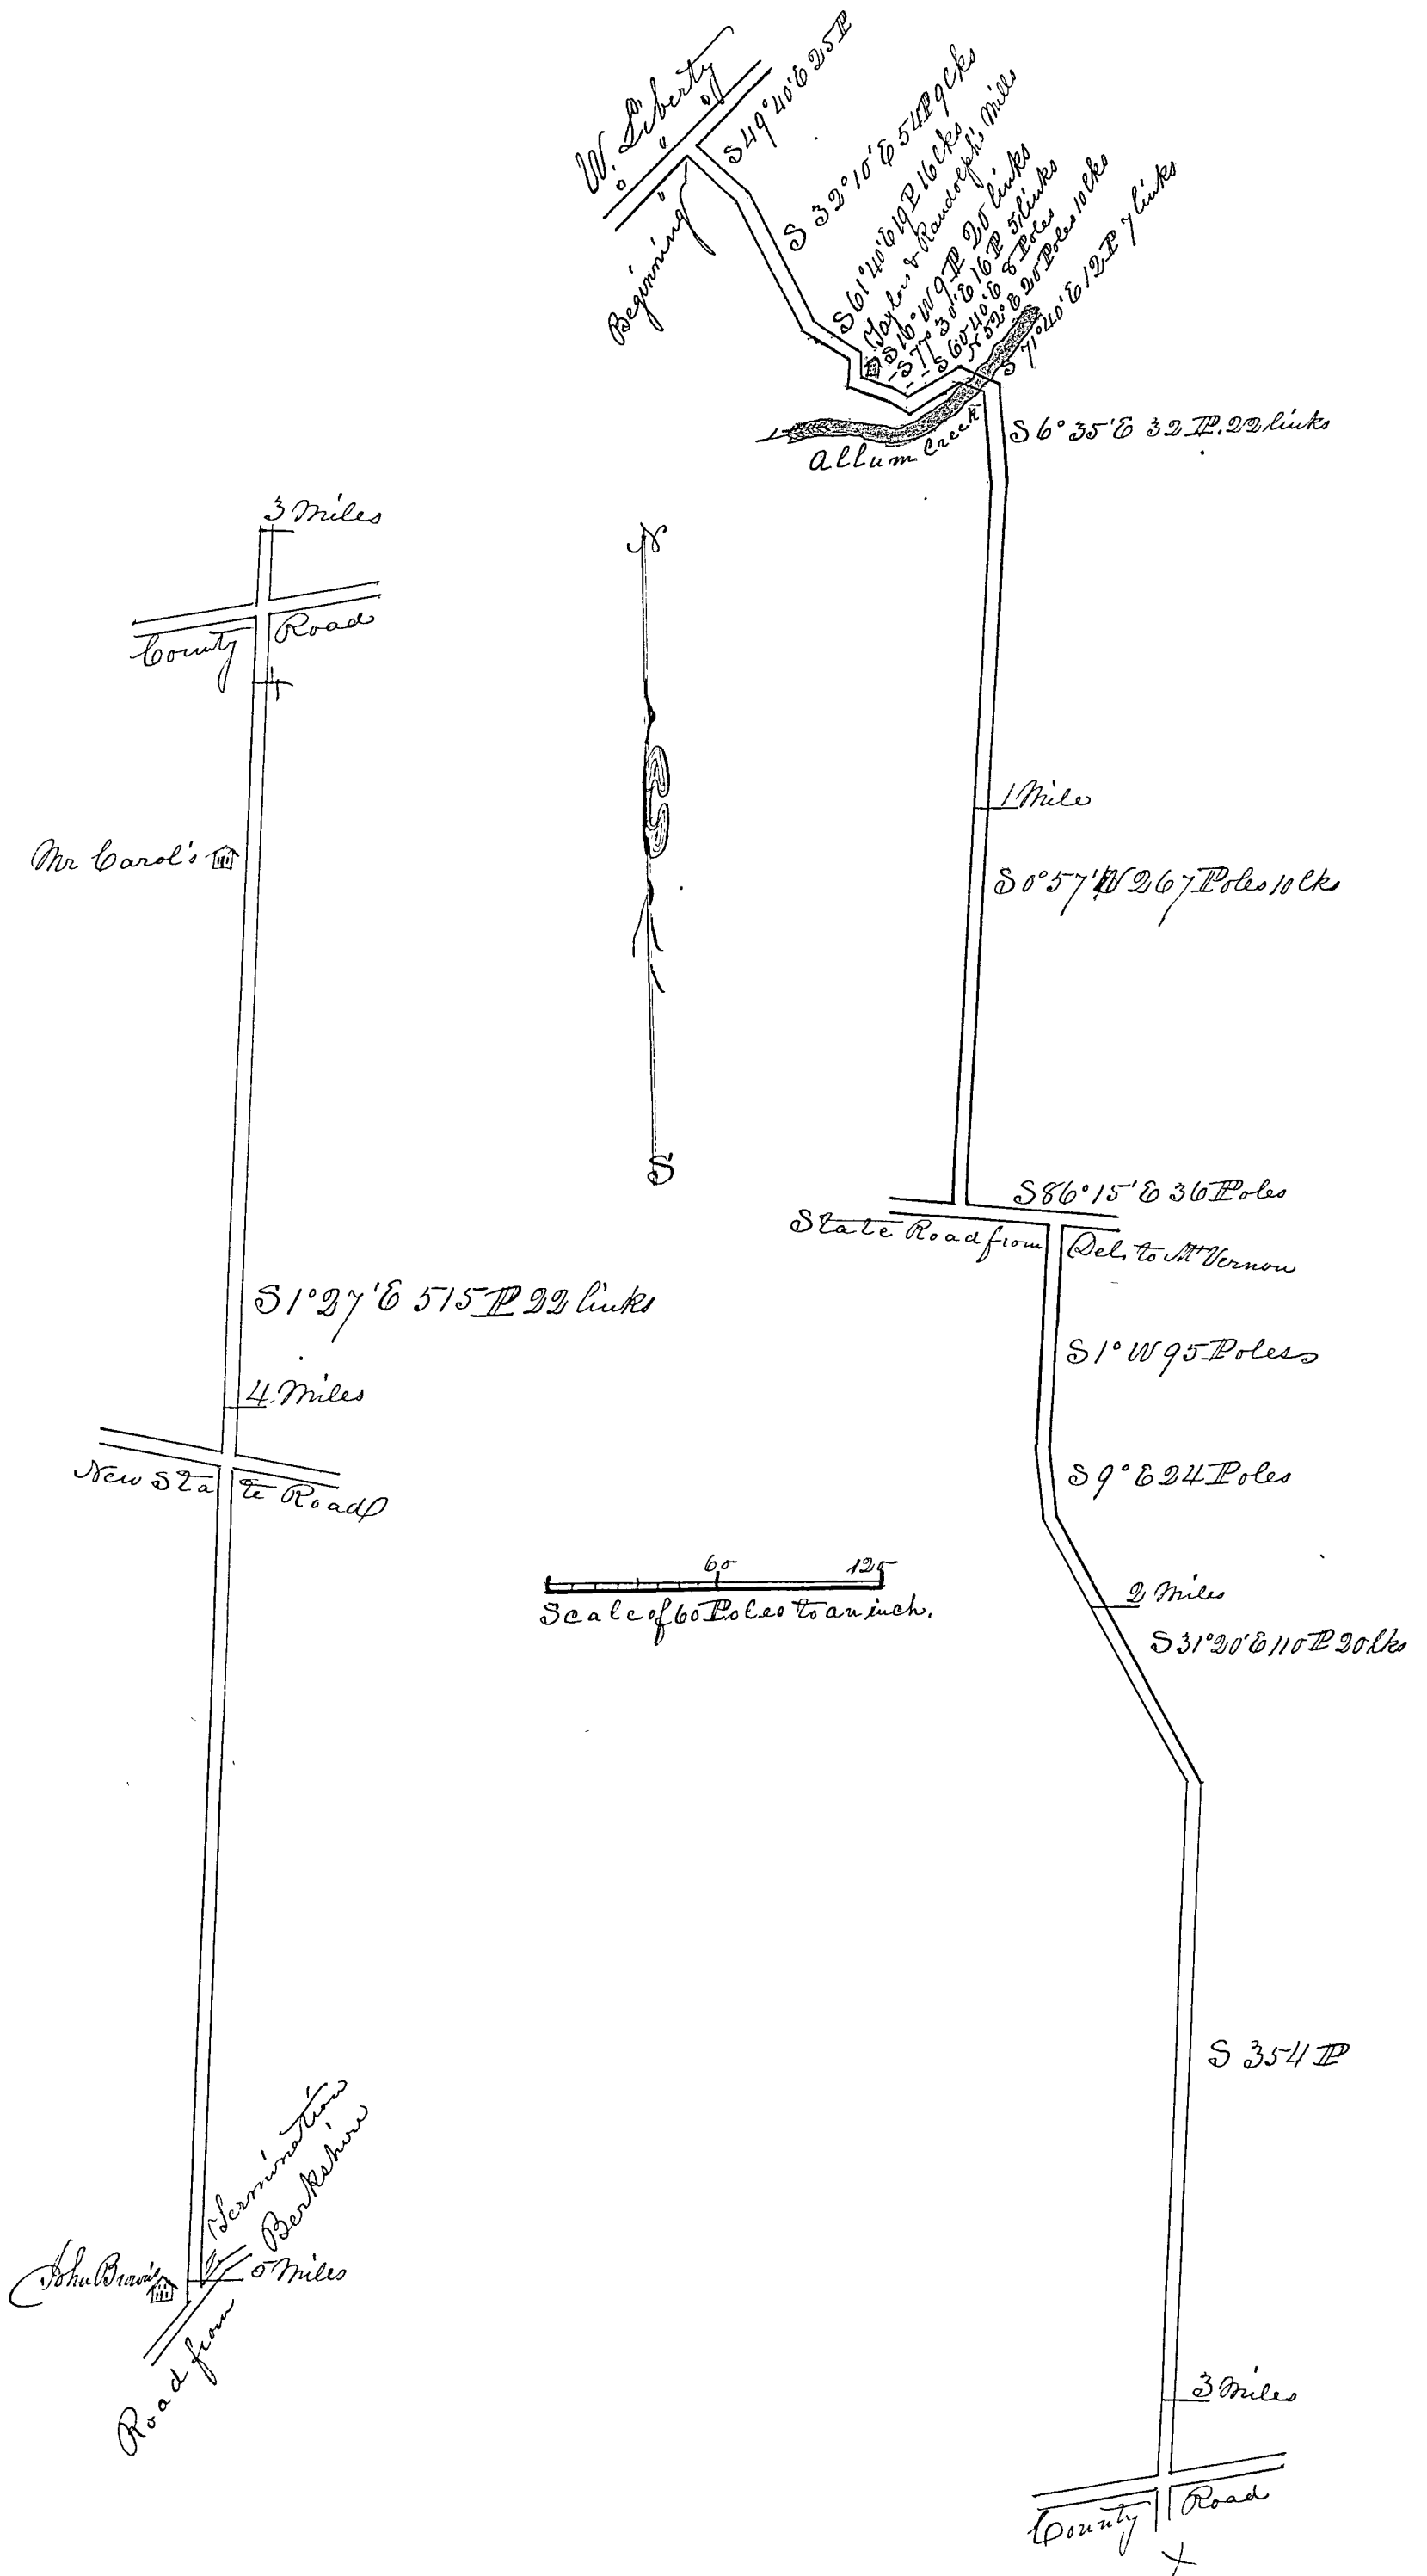 W. Liberty
Beginning
S 49° 40' E 25 P
S 32° 10' E 54 P 9 lks
S 61° 40' E 19 P 16 lks
Taylors & Randolph's Mills
S 16° W 9 P 20 links
S 77° 30' E 16 P 5 links
S 60° 40' E 8 Poles
N 52° E 20 Poles 10 lks
S 71° 40' E 12 P 7 links
Allum Creek
S 6° 35' E 32 P. 22 links
1 Mile
S 0° 57' W 267 Poles 10 lks
S 86° 15' E 36 Poles
State Road from Del. to Mt Vernon
S 1° W 95 Poles
S 9° E 24 Poles
2 Miles
S 31° 20' E 110 P 20 lks
S 354 P
3 Miles
County Road
N
S
60 120
Scale of 60 Poles to an inch.
3 Miles
County Road
Mr Carol's
S 1° 27' E 515 P 22 links
4 Miles
New State Road
Termination
John Brown's
5 Miles
Road from Berkshire